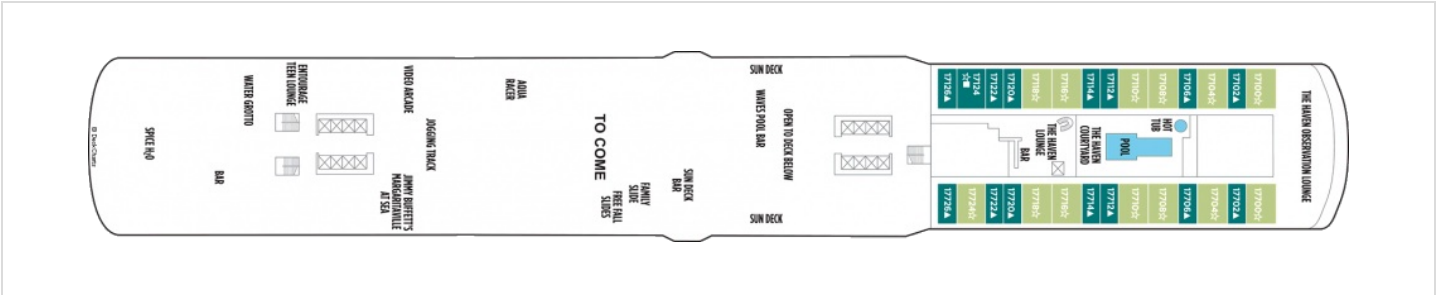 © Deck-Chartz
SPICE H2O
WATER GROTTO
BAR
ENTOURAGE
TEEN LOUNGE
VIDEO ARCADE
JOGGING TRACK
JIMMY BUFFETT'S
MARGARITAVILLE
AT SEA
AQUA
RACER
TO COME
FREE FALL
SLIDES
FAMILY
SLIDE
SUN DECK
BAR
SUN DECK
WAVES POOL BAR
OPEN TO DECK BELOW
SUN DECK
17126▲
17124
☆■
17122▲
17120▲
17118☆
17116☆
17114▲
17112▲
17110☆
17108☆
17106▲
17104☆
17102▲
17100☆
THE HAVEN
LOUNGE
BAR
THE HAVEN
COURTYARD
POOL
HOT
TUB
17726▲
17724☆
17722▲
17720▲
17718☆
17716☆
17714▲
17712▲
17710☆
17708☆
17706▲
17704☆
17702▲
17700☆
THE HAVEN OBSERVATION LOUNGE